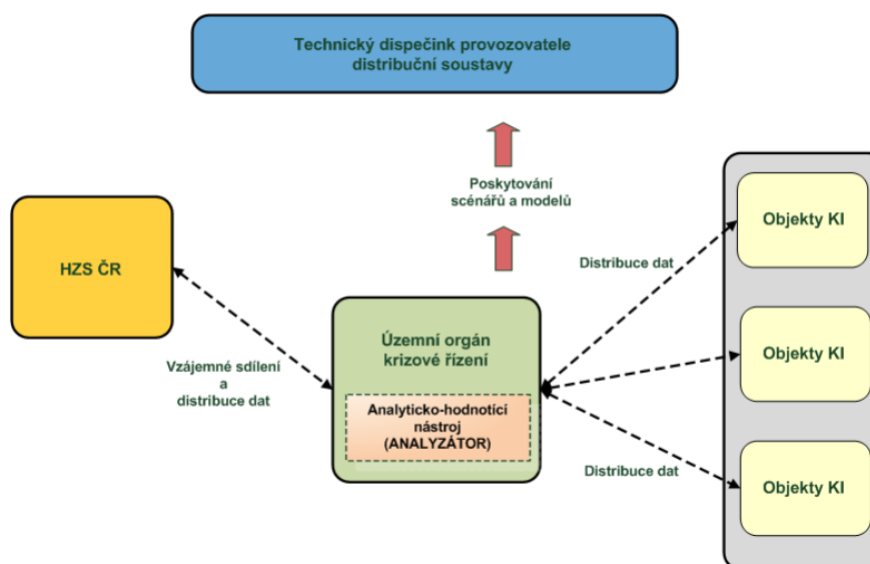 Technický dispečink provozovatele
distribuční soustavy
Poskytování
scénářů a modelů
HZS ČR
Vzájemné sdílení
a
distribuce dat
Územní orgán
krizové řízení
Analyticko-hodnotící
nástroj
(ANALYZÁTOR)
Distribuce dat
Distribuce dat
Objekty KI
Objekty KI
Objekty KI